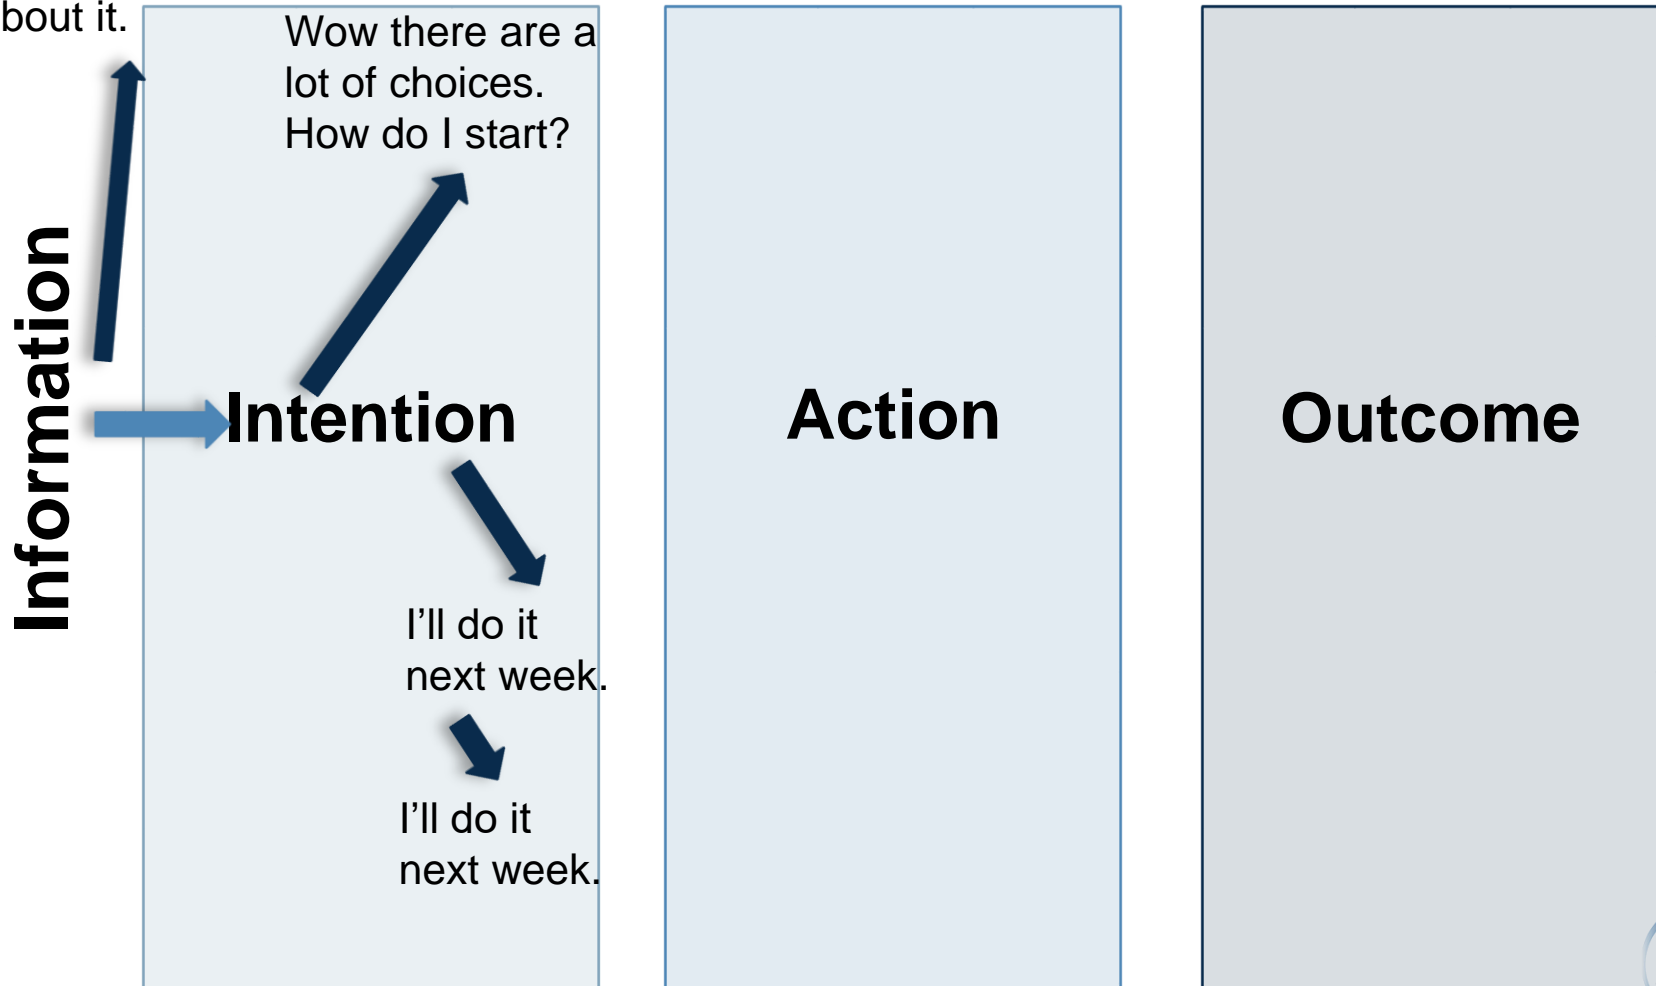 bout it.
Wow there are a
lot of choices.
How do I start?
Information
Intention
Action
Outcome
I’ll do it
next week.
I’ll do it
next week.